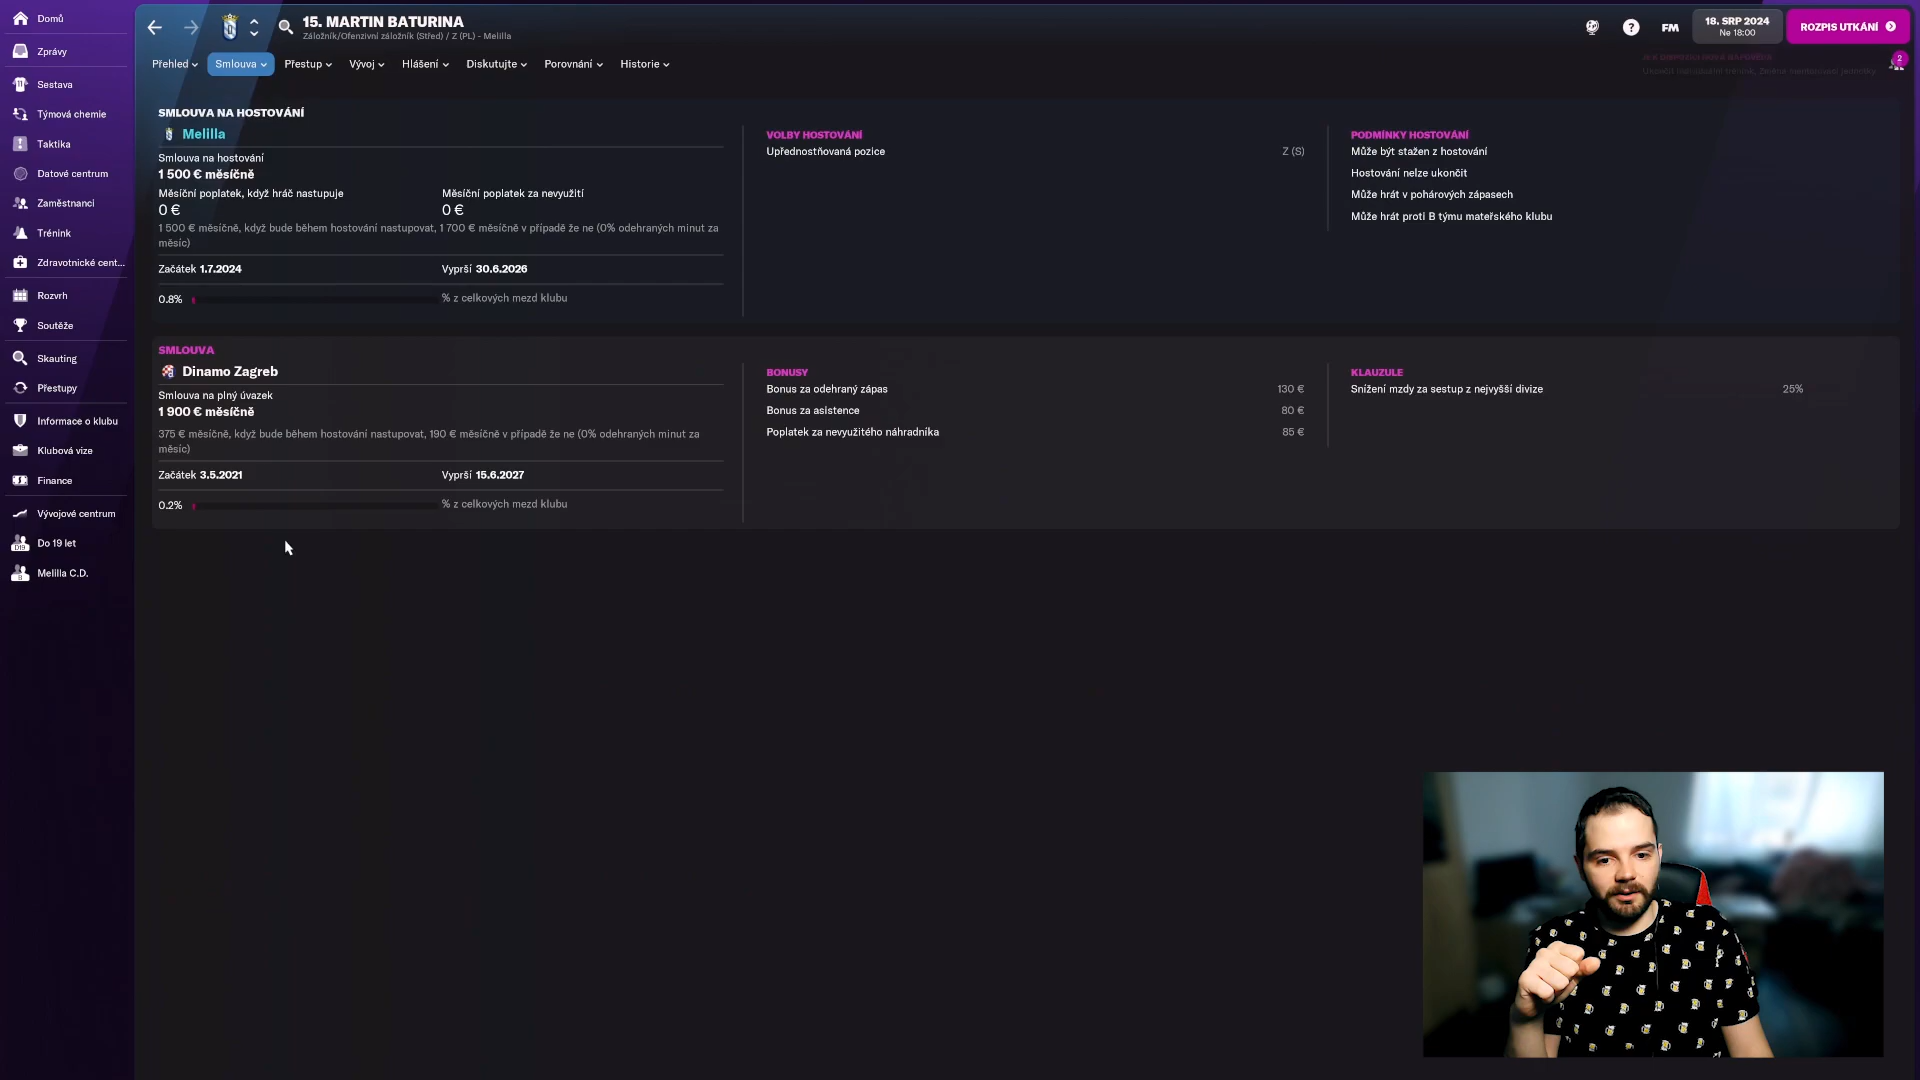 Domů
Zprávy
Sestava
Týmová chemie
Taktika
Datové centrum
Zaměstnanci
Trénink
Zdravotnické cent...
Rozvrh
Soutěže
Skauting
Přestupy
Informace o klubu
Klubová vize
Finance
Vývojové centrum
Do 19 let
Melilla C.D.
15. MARTIN BATURINA
Záložník/Ofenzivní záložník (Střed) / Z (PL) - Melilla
FM
18. SRP 2024
Ne 18:00
ROZPIS UTKÁNÍ
2
Přehled
Smlouva
Přestup
Vývoj
Hlášení
Diskutujte
Porovnání
Historie
SMLOUVA NA HOSTOVÁNÍ
Melilla
Smlouva na hostování
1 500 € měsíčně
Měsíční poplatek, když hráč nastupuje
Měsíční poplatek za nevyužití
0 €
0 €
1 500 € měsíčně, když bude během hostování nastupovat, 1 700 € měsíčně v případě že ne (0% odehraných minut za
měsíc)
Začátek 1.7.2024
Vyprší 30.6.2026
0.8%
% z celkových mezd klubu
VOLBY HOSTOVÁNÍ
Upřednostňovaná pozice
Z (S)
PODMÍNKY HOSTOVÁNÍ
Může být stažen z hostování
Hostování nelze ukončit
Může hrát v pohárových zápasech
Může hrát proti B týmu mateřského klubu
SMLOUVA
Dinamo Zagreb
Smlouva na plný úvazek
1 900 € měsíčně
375 € měsíčně, když bude během hostování nastupovat, 190 € měsíčně v případě že ne (0% odehraných minut za
měsíc)
Začátek 3.5.2021
Vyprší 15.6.2027
0.2%
% z celkových mezd klubu
BONUSY
Bonus za odehraný zápas
130 €
Bonus za asistence
80 €
Poplatek za nevyužitého náhradníka
85 €
KLAUZULE
Snížení mzdy za sestup z nejvyšší divize
25%